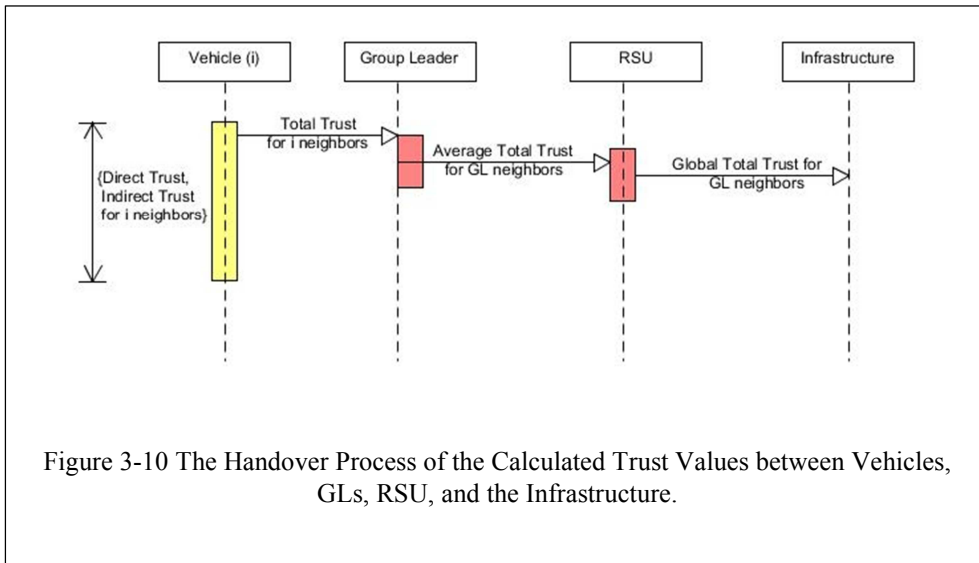 Vehicle (i)
Group Leader
RSU
Infrastructure
Total Trust
for i neighbors
Average Total Trust
for GL neighbors
Global Total Trust for
GL neighbors
{Direct Trust,
Indirect Trust
for i neighbors}
Figure 3-10 The Handover Process of the Calculated Trust Values between Vehicles,
GLs, RSU, and the Infrastructure.